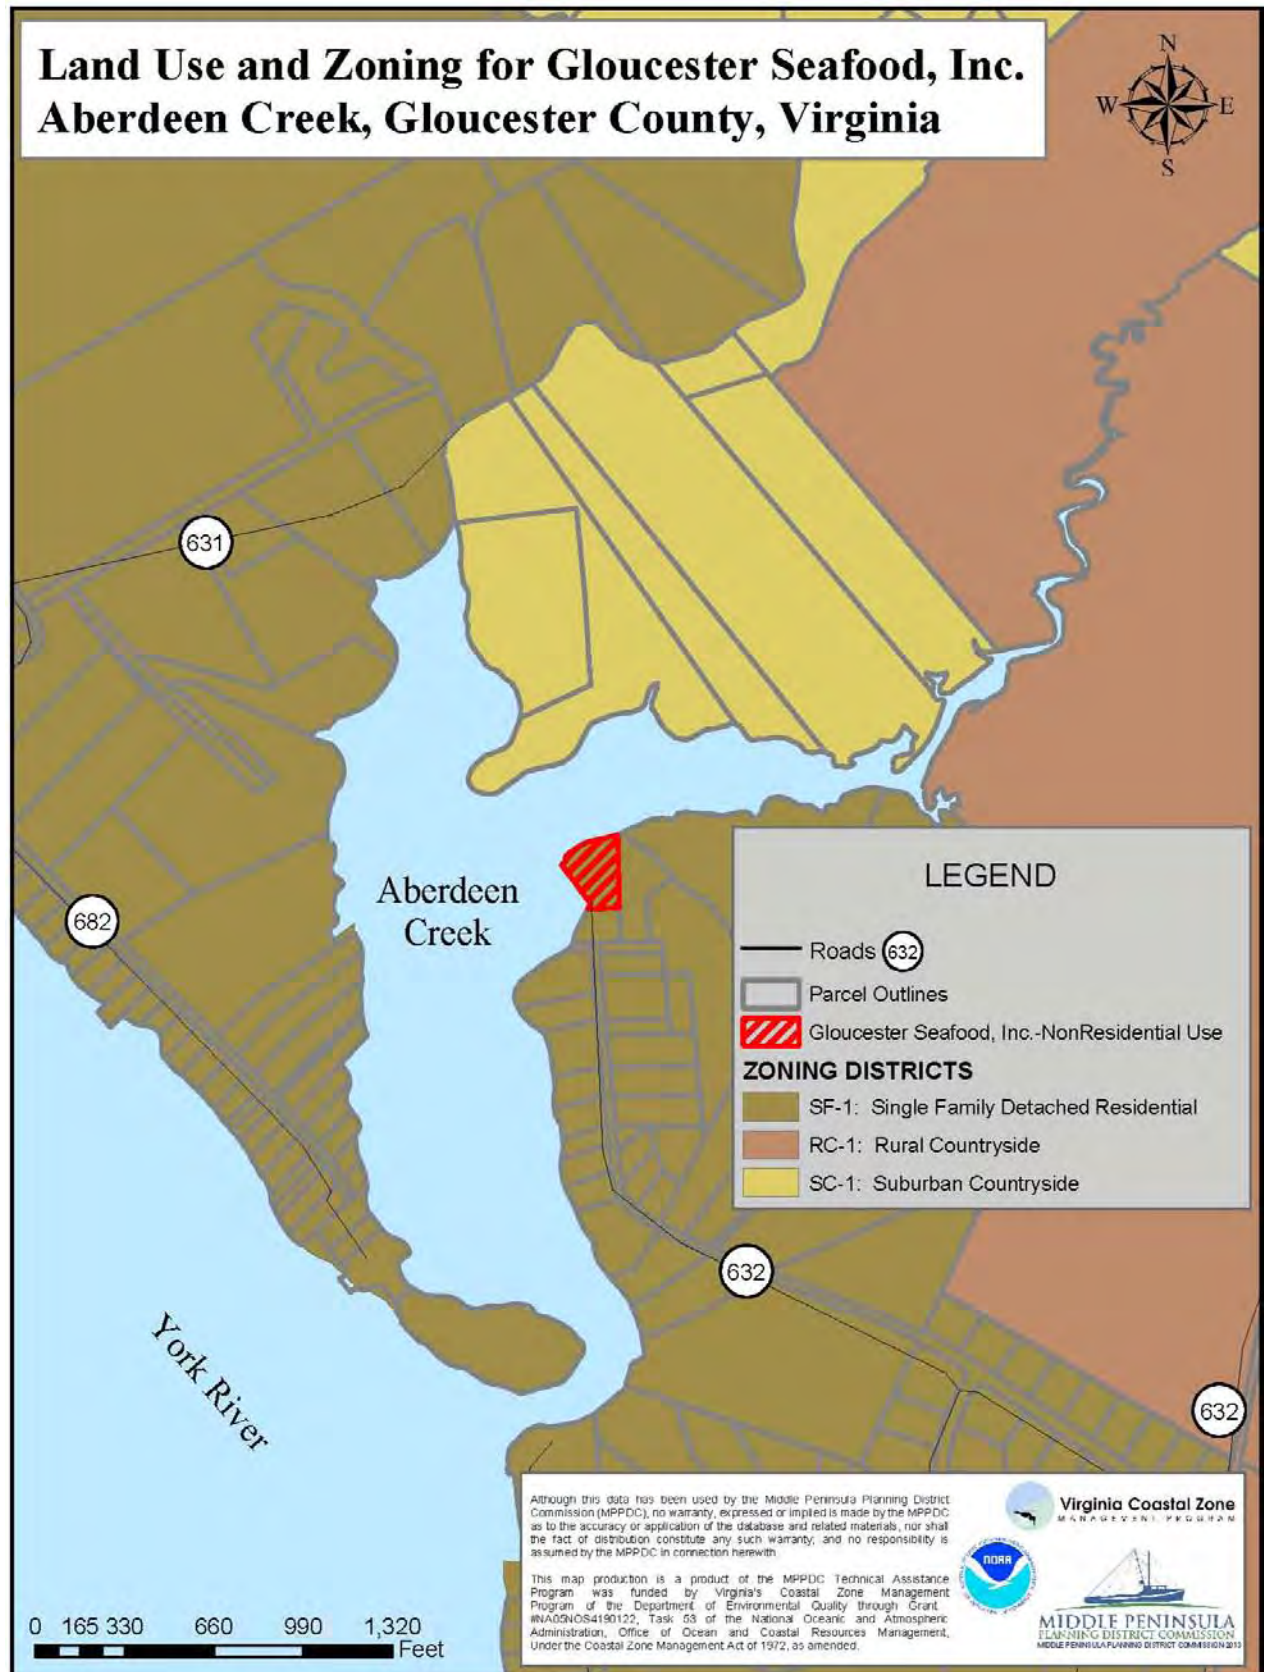 Land Use and Zoning for Gloucester Seafood, Inc.
Aberdeen Creek, Gloucester County, Virginia
N
W E
S
631
682
Aberdeen
Creek
LEGEND
Roads 632
Parcel Outlines
Gloucester Seafood, Inc.-NonResidential Use
ZONING DISTRICTS
SF-1: Single Family Detached Residential
RC-1: Rural Countryside
SC-1: Suburban Countryside
632
York River
632
Although this data has been used by the Middle Peninsula Planning District
Commission (MPPDC), no warranty, expressed or implied is made by the MPPDC
as to the accuracy or application of the database and related materials, nor shall
the fact of distribution constitute any such warranty, and no responsibility is
assumed by the MPPDC in connection herewith
This map production is a product of the MPPDC Technical Assistance
Program was funded by Virginia's Coastal Zone Management
Program of the Department of Environmental Quality through Grant
#NA05NOS4190122, Task 53 of the National Oceanic and Atmospheric
Administration, Office of Ocean and Coastal Resources Management,
Under the Coastal Zone Management Act of 1972, as amended.
Virginia Coastal Zone
MANAGEMENT PROGRAM
NOAA
MIDDLE PENINSULA
PLANNING DISTRICT COMMISSION
MIDDLE PENINSULA PLANNING DISTRICT COMMISSION 2013
0 165 330 660 990 1,320
Feet